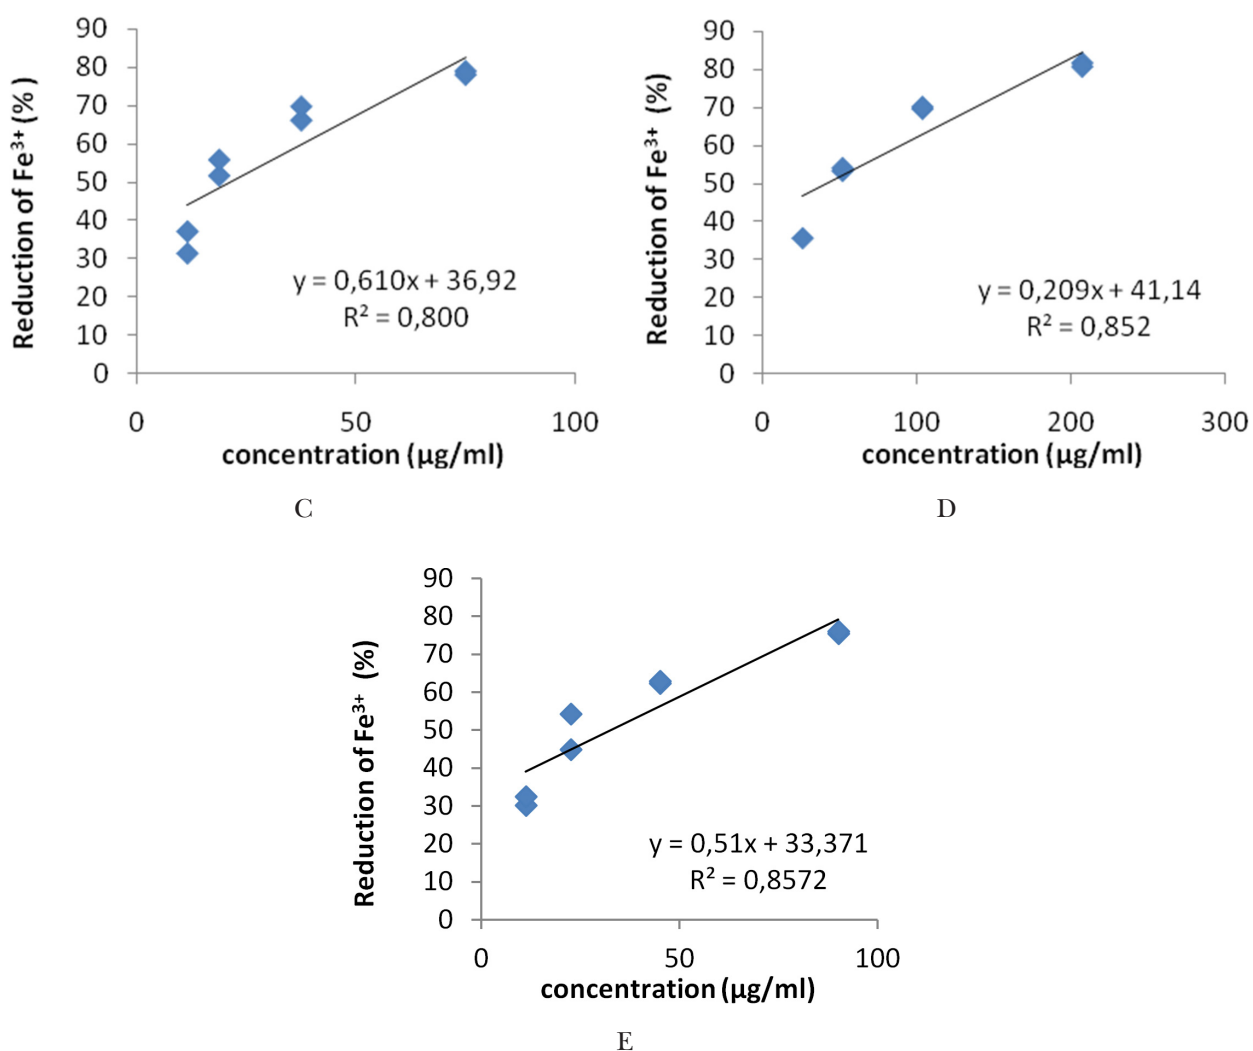 Reduction of Fe³⁺ (%)
90
80
70
60
50
40
30
20
10
0
y = 0,610x + 36,92
R² = 0,800
0 50 100
concentration (µg/ml)
C
Reduction of Fe³⁺ (%)
90
80
70
60
50
40
30
20
10
0
y = 0,209x + 41,14
R² = 0,852
0 100 200 300
concentration (µg/ml)
D
Reduction of Fe³⁺ (%)
90
80
70
60
50
40
30
20
10
0
y = 0,51x + 33,371
R² = 0,8572
0 50 100
concentration (µg/ml)
E